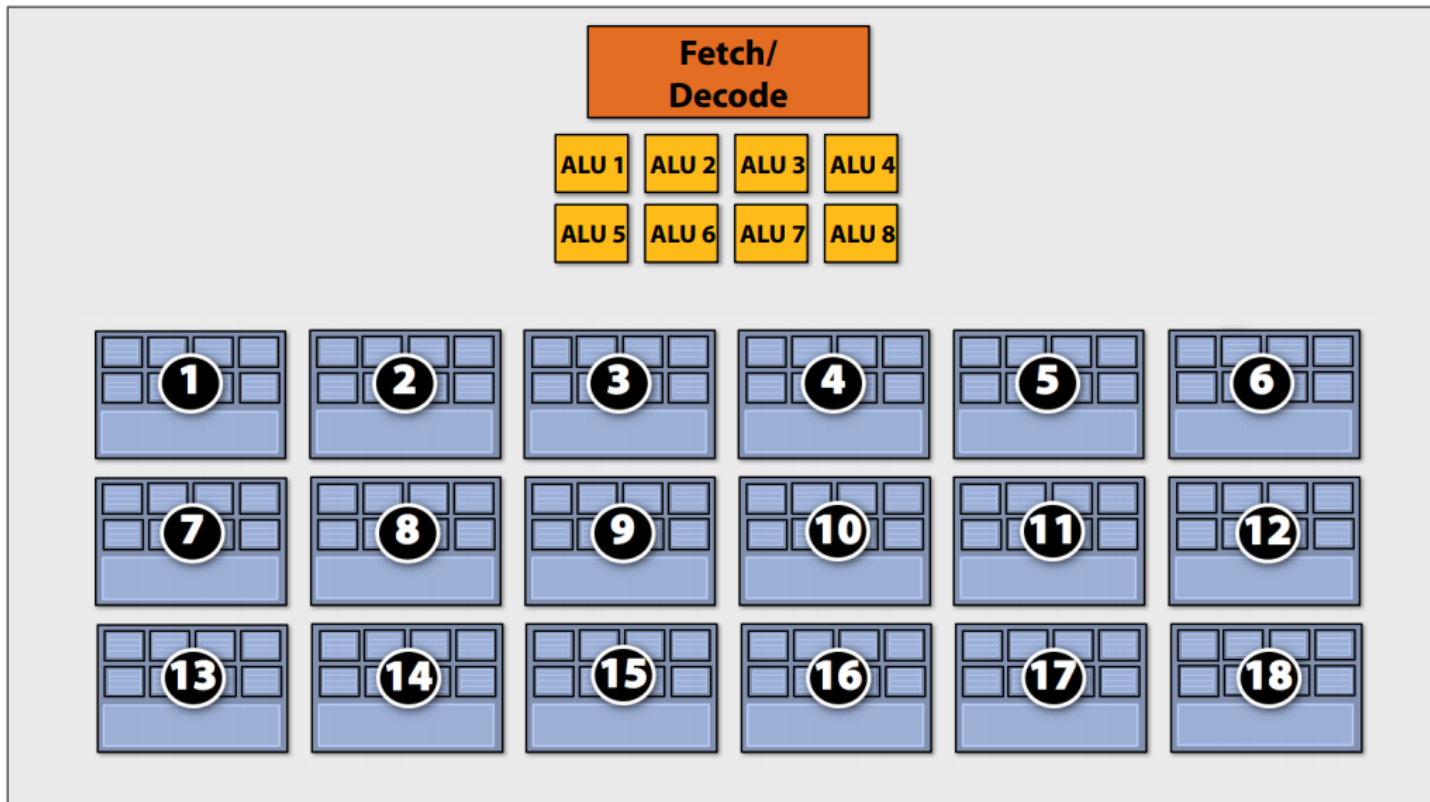 Fetch/
Decode
ALU 1 ALU 2 ALU 3 ALU 4
ALU 5 ALU 6 ALU 7 ALU 8
1 2 3 4 5 6
7 8 9 10 11 12
13 14 15 16 17 18